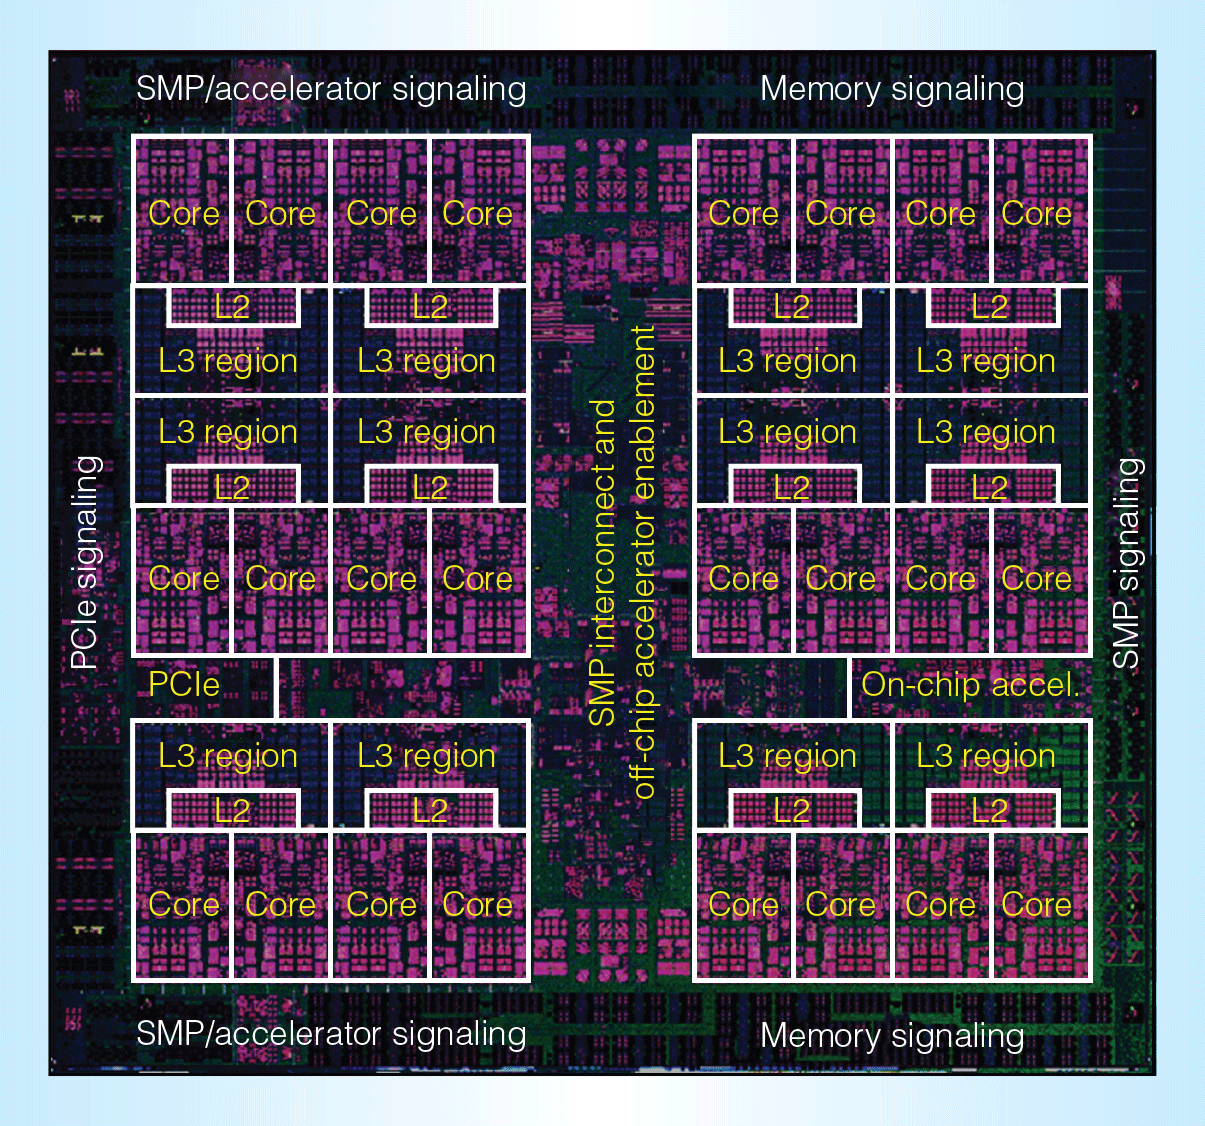 SMP/accelerator signaling
Memory signaling
Core Core Core Core
Core Core Core Core
L2 L2
L2 L2
L3 region L3 region
L3 region L3 region
L3 region L3 region
L3 region L3 region
L2 L2
L2 L2
Core Core Core Core
Core Core Core Core
PCIe signaling
SMP interconnect and
off-chip accelerator enablement
SMP signaling
PCIe
On-chip accel.
L3 region L3 region
L3 region L3 region
L2 L2
L2 L2
Core Core Core Core
Core Core Core Core
SMP/accelerator signaling
Memory signaling